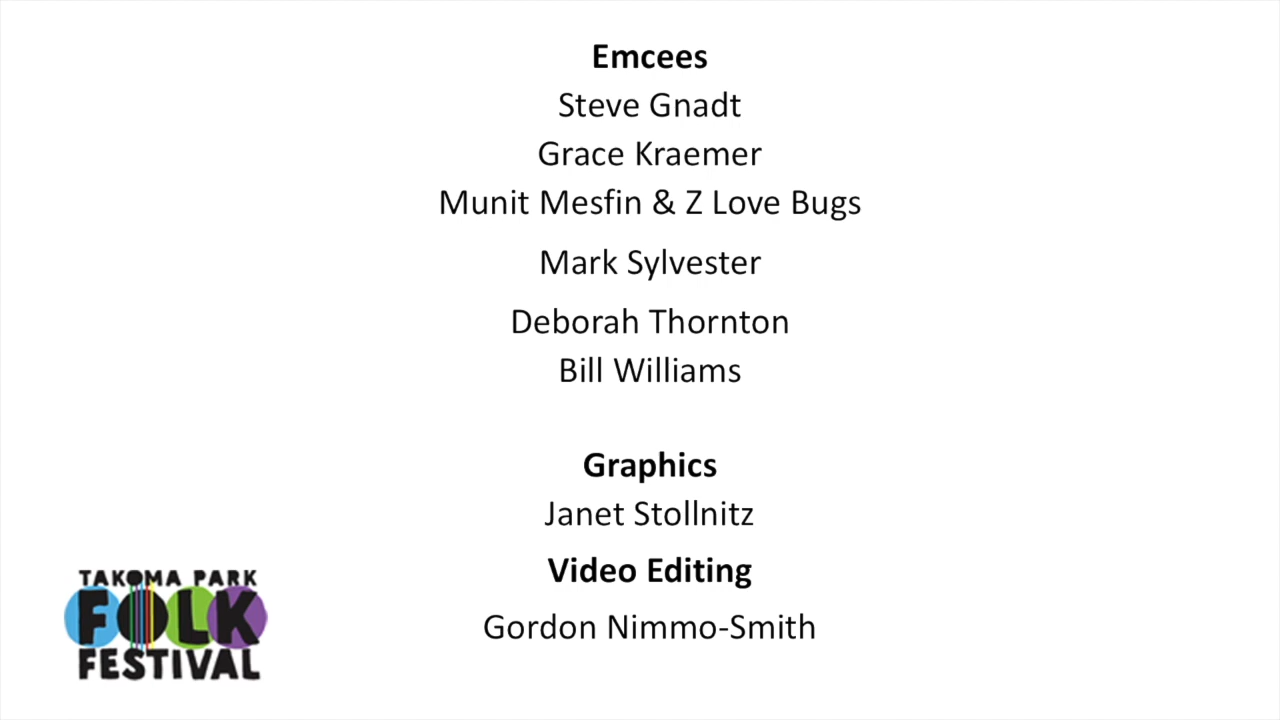 Emcees
Steve Gnadt
Grace Kraemer
Munit Mesfin & Z Love Bugs
Mark Sylvester
Deborah Thornton
Bill Williams
Graphics
Janet Stollnitz
Video Editing
Gordon Nimmo-Smith
TAKOMA PARK
FOLK
FESTIVAL